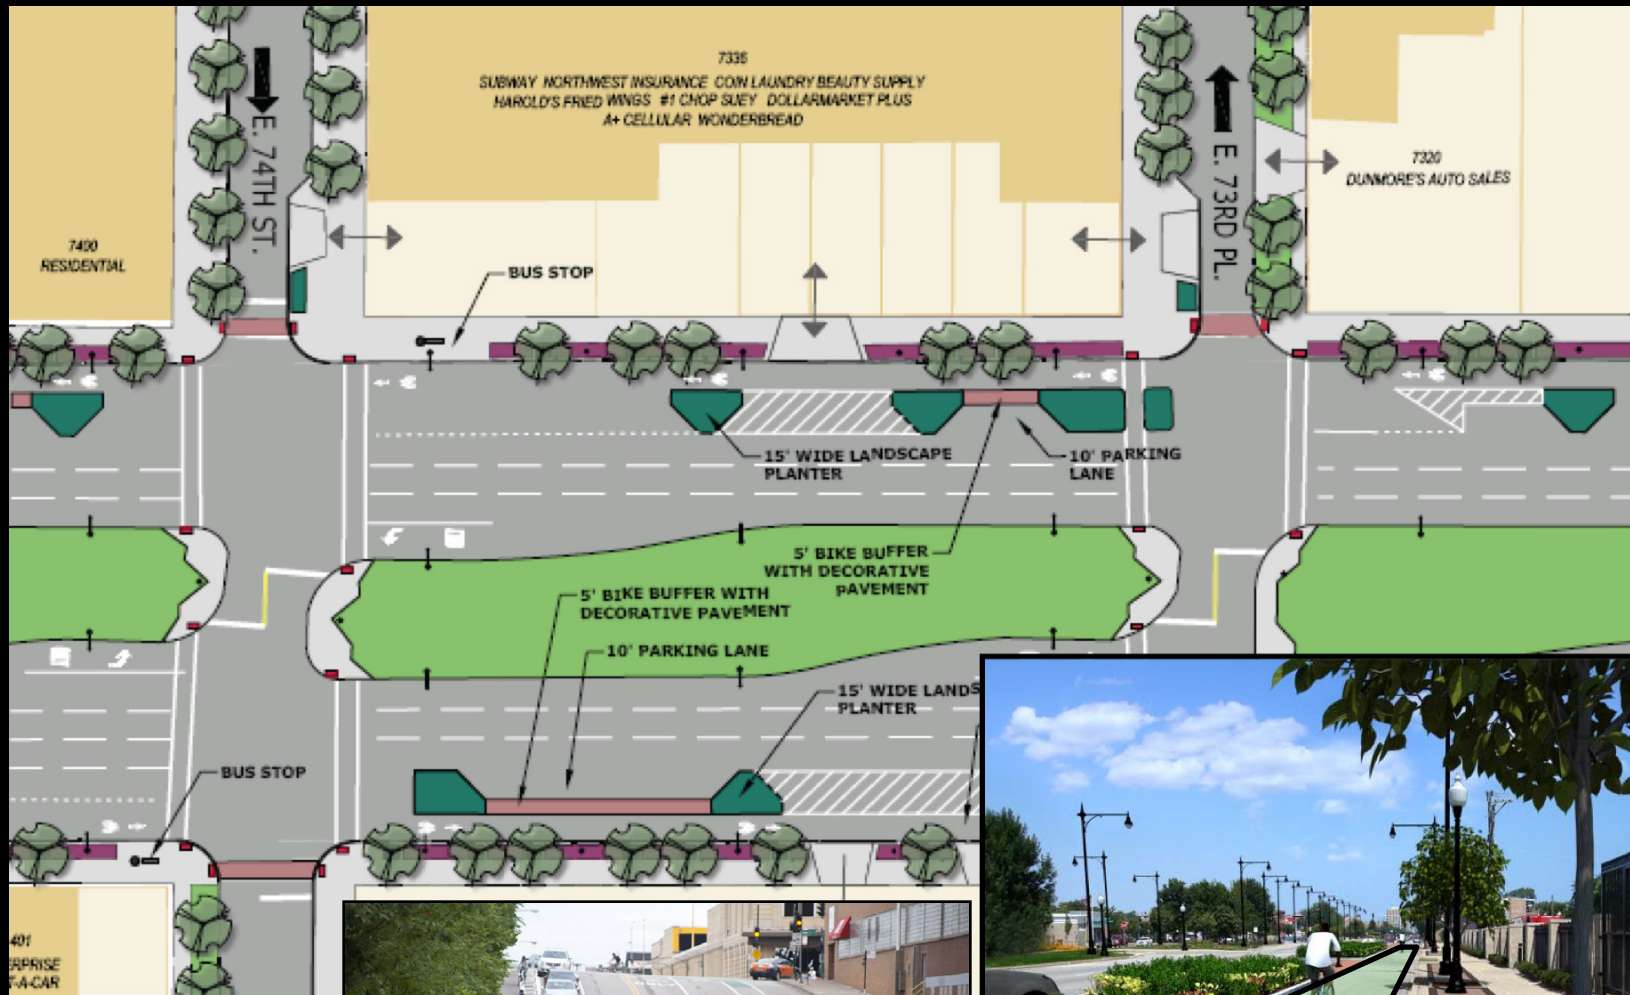 7336
SUBWAY NORTHWEST INSURANCE COIN LAUNDRY BEAUTY SUPPLY
HAROLD'S FRIED WINGS #1 CHOP SUEY DOLLARMARKET PLUS
A+ CELLULAR WONDERBREAD
E. 74TH ST.
E. 73RD PL.
7320
DUNMORE'S AUTO SALES
7400
RESIDENTIAL
BUS STOP
15' WIDE LANDSCAPE
PLANTER
10' PARKING
LANE
5' BIKE BUFFER
WITH DECORATIVE
PAVEMENT
5' BIKE BUFFER WITH
DECORATIVE PAVEMENT
10' PARKING LANE
15' WIDE LANDS
PLANTER
BUS STOP
401
ERPRISE
T-A-CAR